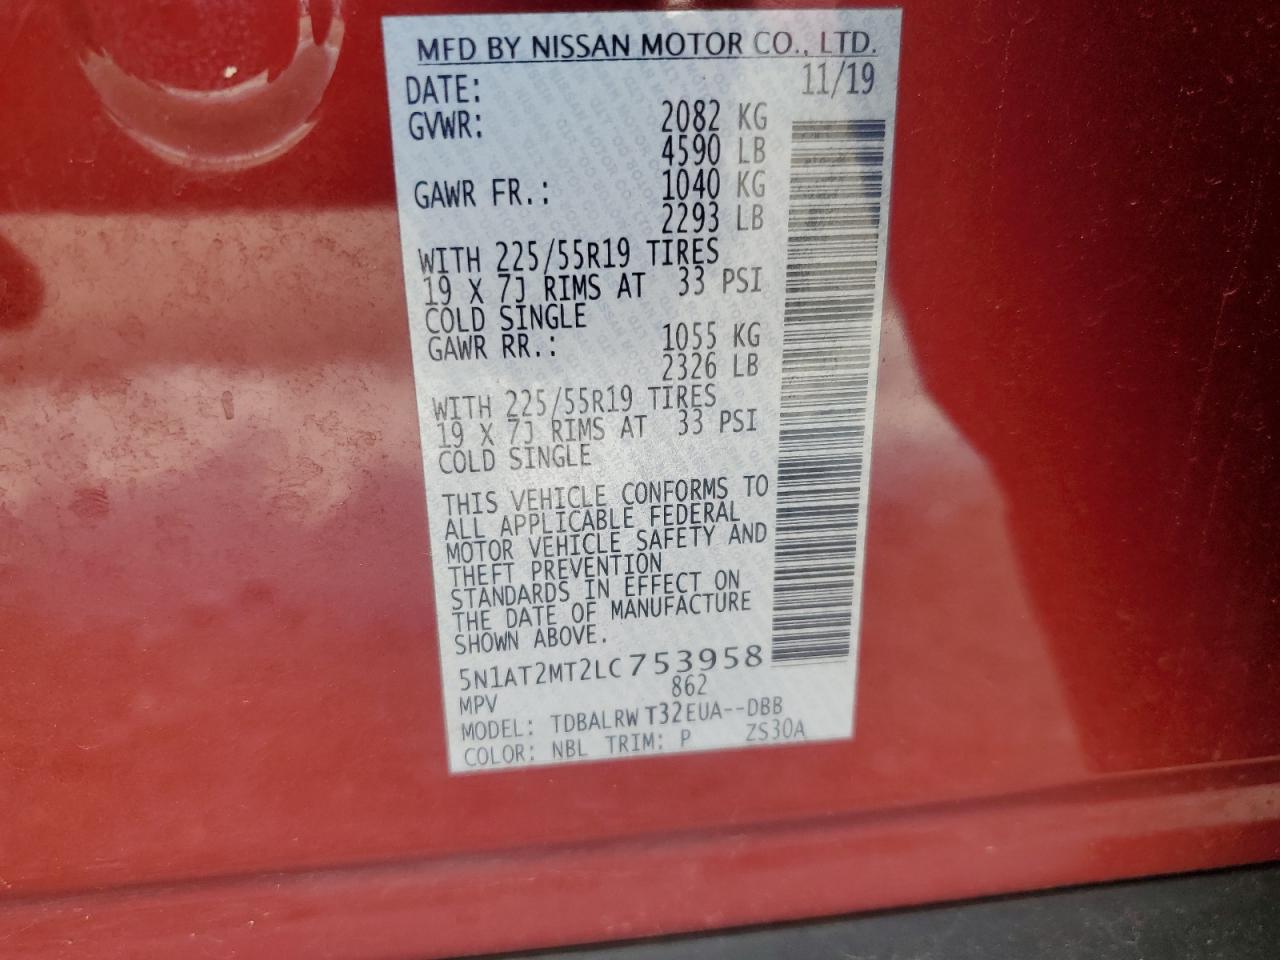 MFD BY NISSAN MOTOR CO., LTD.
DATE: 11/19
GVWR: 2082 KG
4590 LB
GAWR FR.: 1040 KG
2293 LB
WITH 225/55R19 TIRES
19 X 7J RIMS AT 33 PSI
COLD SINGLE
GAWR RR.: 1055 KG
2326 LB
WITH 225/55R19 TIRES
19 X 7J RIMS AT 33 PSI
COLD SINGLE
THIS VEHICLE CONFORMS TO
ALL APPLICABLE FEDERAL
MOTOR VEHICLE SAFETY AND
THEFT PREVENTION
STANDARDS IN EFFECT ON
THE DATE OF MANUFACTURE
SHOWN ABOVE.
5N1AT2MT2LC753958
MPV 862
MODEL: TDBALRWT32EUA--DBB
COLOR: NBL TRIM: P ZS30A